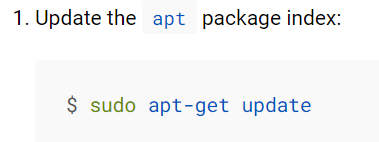 1. Update the apt package index:
$ sudo apt-get update